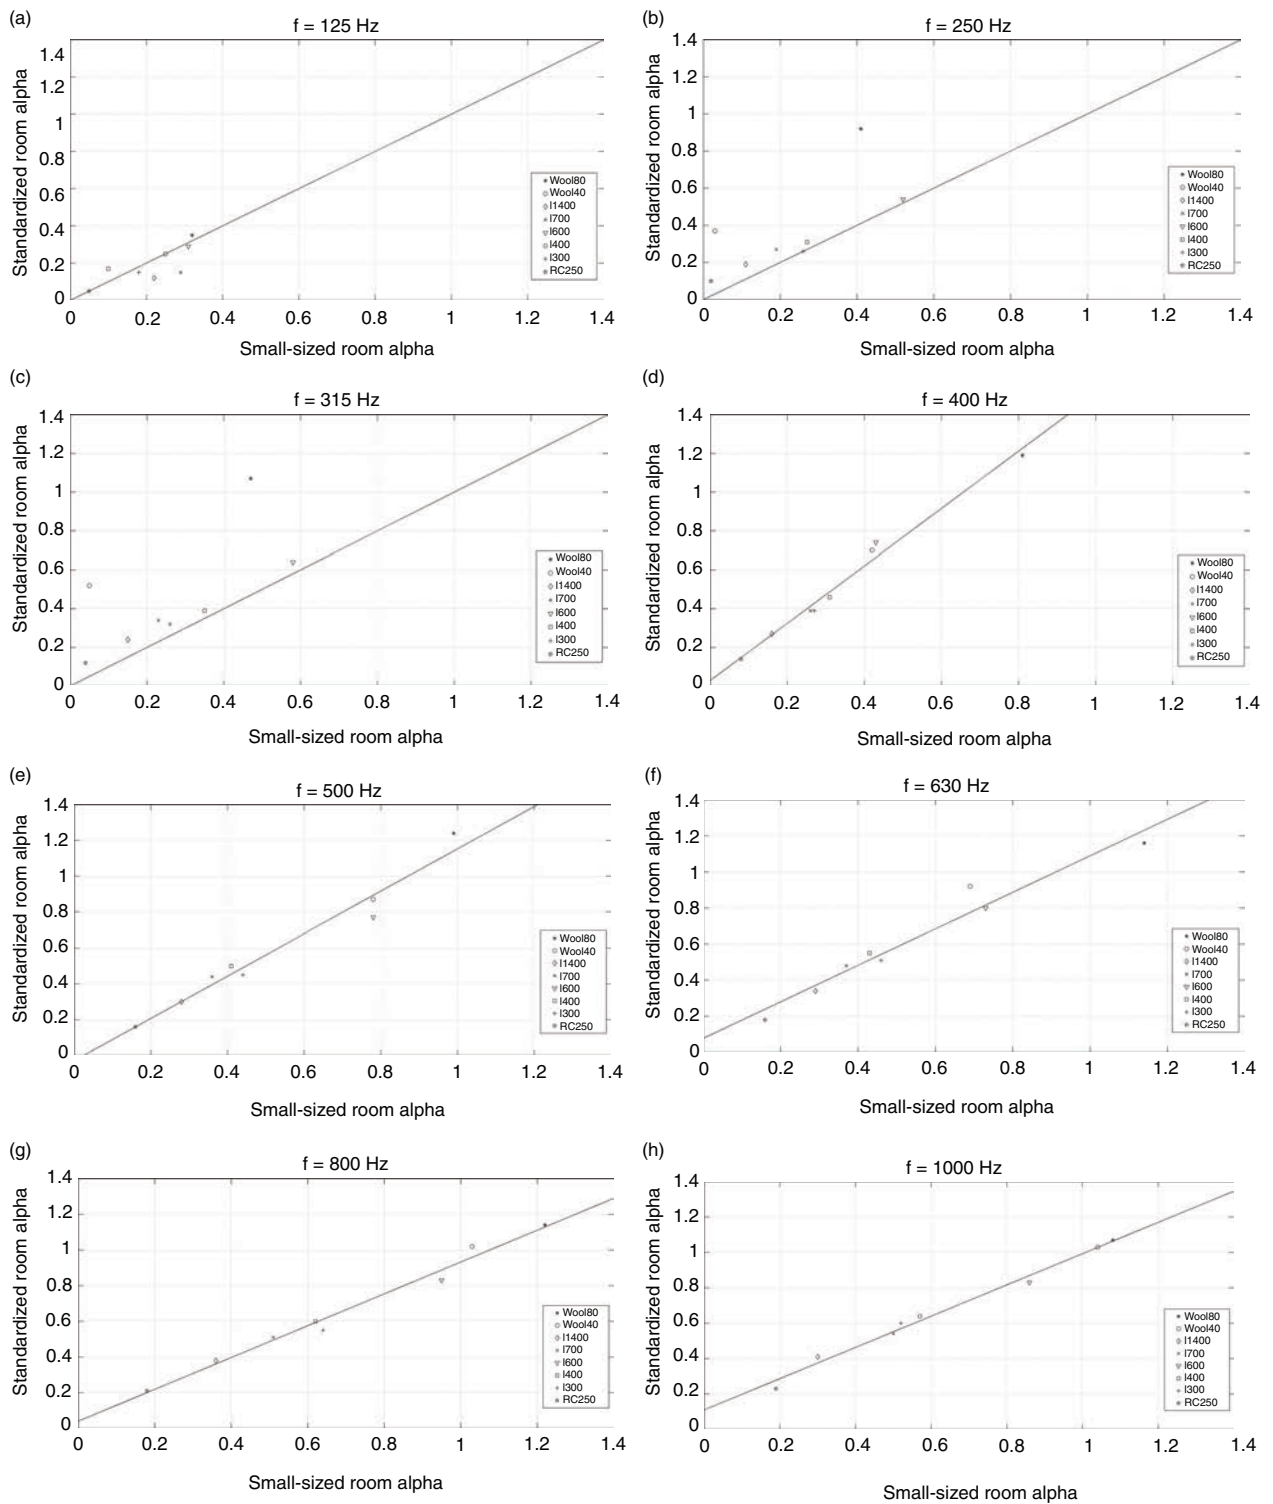 (a)
f = 125 Hz
Standardized room alpha
1.4
1.2
1
0.8
0.6
0.4
0.2
0
0 0.2 0.4 0.6 0.8 1 1.2 1.4
Small-sized room alpha
Wool80
Wool40
I1400
I700
I600
I400
I300
RC250
(b)
f = 250 Hz
Standardized room alpha
1.4
1.2
1
0.8
0.6
0.4
0.2
0
0 0.2 0.4 0.6 0.8 1 1.2 1.4
Small-sized room alpha
Wool80
Wool40
I1400
I700
I600
I400
I300
RC250
(c)
f = 315 Hz
Standardized room alpha
1.4
1.2
1
0.8
0.6
0.4
0.2
0
0 0.2 0.4 0.6 0.8 1 1.2 1.4
Small-sized room alpha
Wool80
Wool40
I1400
I700
I600
I400
I300
RC250
(d)
f = 400 Hz
Standardized room alpha
1.4
1.2
1
0.8
0.6
0.4
0.2
0
0 0.2 0.4 0.6 0.8 1 1.2 1.4
Small-sized room alpha
Wool80
Wool40
I1400
I700
I600
I400
I300
RC250
(e)
f = 500 Hz
Standardized room alpha
1.4
1.2
1
0.8
0.6
0.4
0.2
0
0 0.2 0.4 0.6 0.8 1 1.2 1.4
Small-sized room alpha
Wool80
Wool40
I1400
I700
I600
I400
I300
RC250
(f)
f = 630 Hz
Standardized room alpha
1.4
1.2
1
0.8
0.6
0.4
0.2
0
0 0.2 0.4 0.6 0.8 1 1.2 1.4
Small-sized room alpha
Wool80
Wool40
I1400
I700
I600
I400
I300
RC250
(g)
f = 800 Hz
Standardized room alpha
1.4
1.2
1
0.8
0.6
0.4
0.2
0
0 0.2 0.4 0.6 0.8 1 1.2 1.4
Small-sized room alpha
Wool80
Wool40
I1400
I700
I600
I400
I300
RC250
(h)
f = 1000 Hz
Standardized room alpha
1.4
1.2
1
0.8
0.6
0.4
0.2
0
0 0.2 0.4 0.6 0.8 1 1.2 1.4
Small-sized room alpha
Wool80
Wool40
I1400
I700
I600
I400
I300
RC250